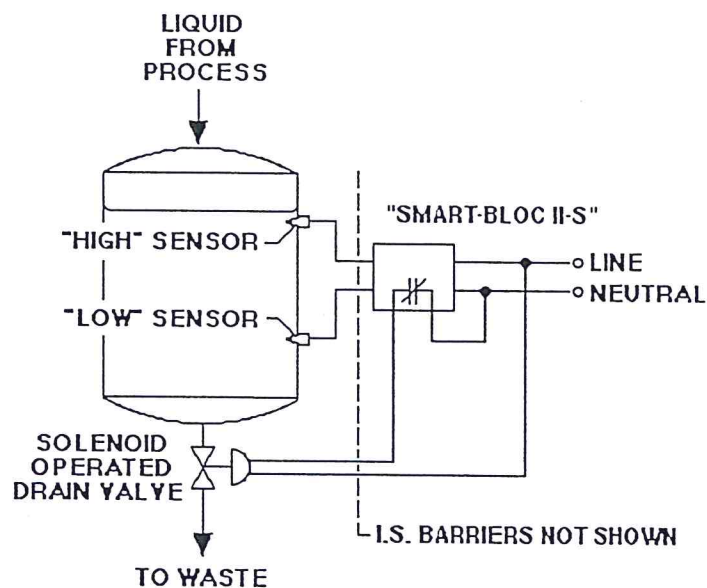 LIQUID
FROM
PROCESS
"SMART-BLOC II-S"
"HIGH" SENSOR
LINE
NEUTRAL
"LOW" SENSOR
SOLENOID
OPERATED
DRAIN VALVE
I.S. BARRIERS NOT SHOWN
TO WASTE